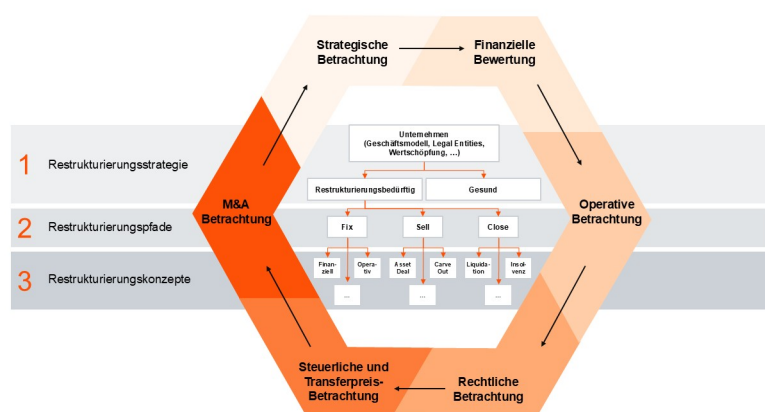 Strategische
Betrachtung
Finanzielle
Bewertung
Unternehmen
(Geschäftsmodell, Legal Entities,
Wertschöpfung, ...)
1
Restrukturierungsstrategie
Restrukturierungsbedürftig
Gesund
M&A
Betrachtung
Operative
Betrachtung
2
Restrukturierungspfade
Fix
Sell
Close
3
Restrukturierungskonzepte
Finan-
ziell
Opera-
tiv
Asset
Deal
Carve
Out
Liquida-
tion
Insol-
venz
...
...
...
Steuerliche und
Transferpreis-
Betrachtung
Rechtliche
Betrachtung